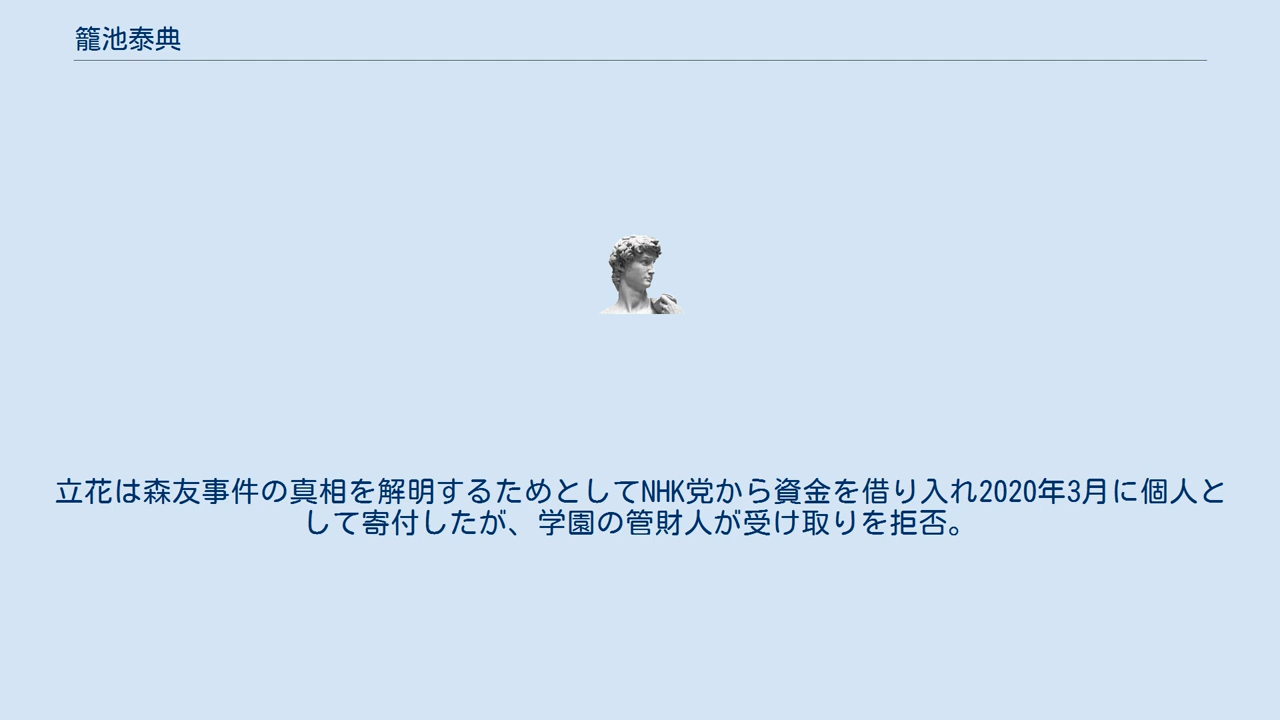 籠池泰典
立花は森友事件の真相を解明するためとしてNHK党から資金を借り入れ2020年3月に個人と
して寄付したが、学園の管財人が受け取りを拒否。